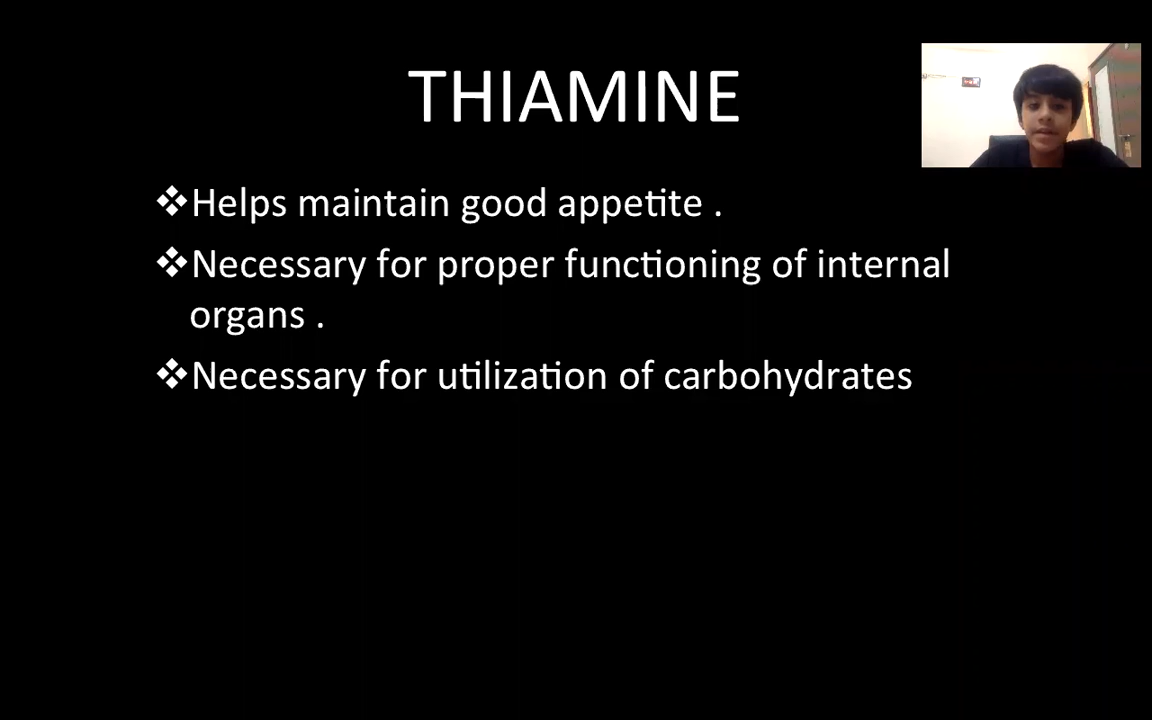 THIAMINE
❖Helps maintain good appetite .
❖Necessary for proper functioning of internal
organs .
❖Necessary for utilization of carbohydrates